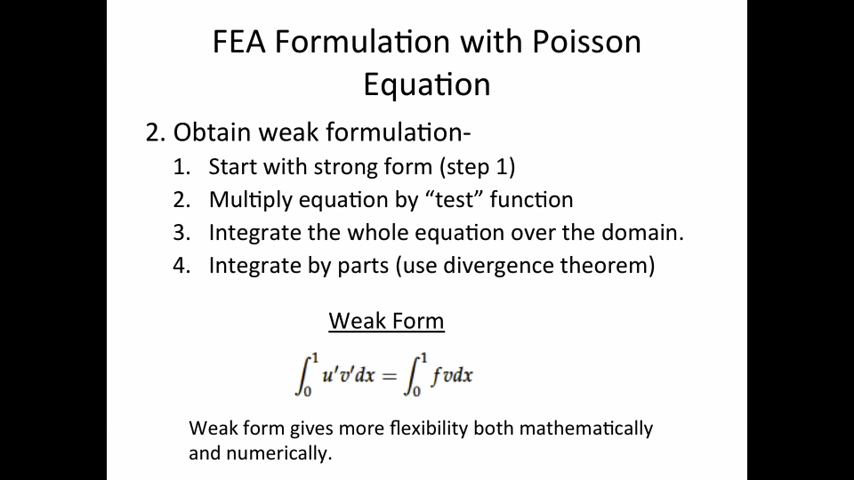 FEA Formulation with Poisson
Equation
2. Obtain weak formulation-
1. Start with strong form (step 1)
2. Multiply equation by “test” function
3. Integrate the whole equation over the domain.
4. Integrate by parts (use divergence theorem)
Weak Form
∫₀¹ u′v′dx = ∫₀¹ fvdx
Weak form gives more flexibility both mathematically
and numerically.